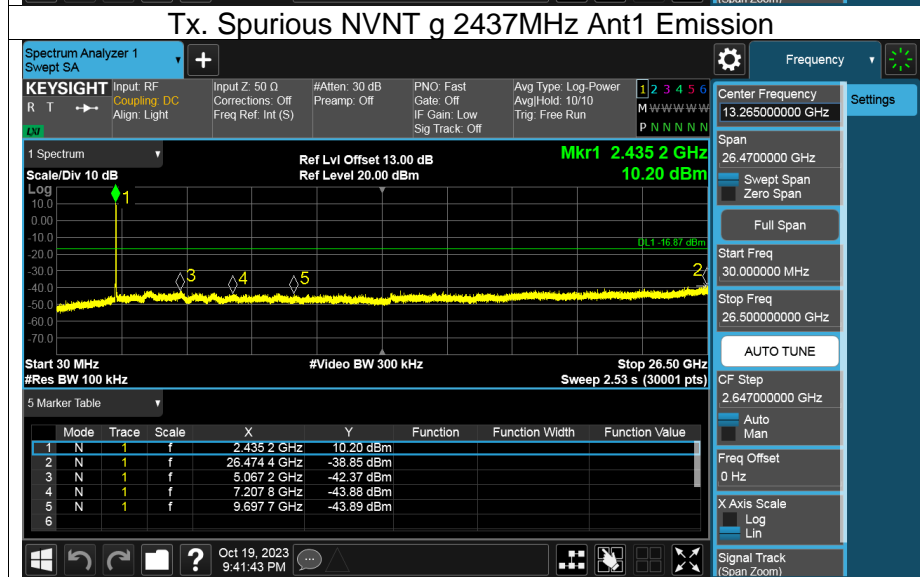 (Span Zoom)
Tx. Spurious NVNT g 2437MHz Ant1 Emission
Spectrum Analyzer 1
Swept SA
Frequency
KEYSIGHT
R T
LXI
Input: RF
Coupling: DC
Align: Light
Input Z: 50 Ω
Corrections: Off
Freq Ref: Int (S)
#Atten: 30 dB
Preamp: Off
PNO: Fast
Gate: Off
IF Gain: Low
Sig Track: Off
Avg Type: Log-Power
Avg|Hold: 10/10
Trig: Free Run
1 2 3 4 5 6
M W W W W W
P N N N N N
1 Spectrum
Scale/Div 10 dB
Ref Lvl Offset 13.00 dB
Ref Level 20.00 dBm
Mkr1 2.435 2 GHz
10.20 dBm
Log
10.0
0.00
-10.0
-20.0
-30.0
-40.0
-50.0
-60.0
-70.0
1
DL1 -16.87 dBm
3
4
5
2
Start 30 MHz
#Res BW 100 kHz
#Video BW 300 kHz
Stop 26.50 GHz
Sweep 2.53 s (30001 pts)
5 Marker Table
Mode Trace Scale X Y Function Function Width Function Value
1 N 1 f 2.435 2 GHz 10.20 dBm
2 N 1 f 26.474 4 GHz -38.85 dBm
3 N 1 f 5.067 2 GHz -42.37 dBm
4 N 1 f 7.207 8 GHz -43.88 dBm
5 N 1 f 9.697 7 GHz -43.89 dBm
6
Oct 19, 2023
9:41:43 PM
Center Frequency
13.265000000 GHz
Settings
Span
26.4700000 GHz
Swept Span
Zero Span
Full Span
Start Freq
30.000000 MHz
Stop Freq
26.500000000 GHz
AUTO TUNE
CF Step
2.647000000 GHz
Auto
Man
Freq Offset
0 Hz
X Axis Scale
Log
Lin
Signal Track
(Span Zoom)